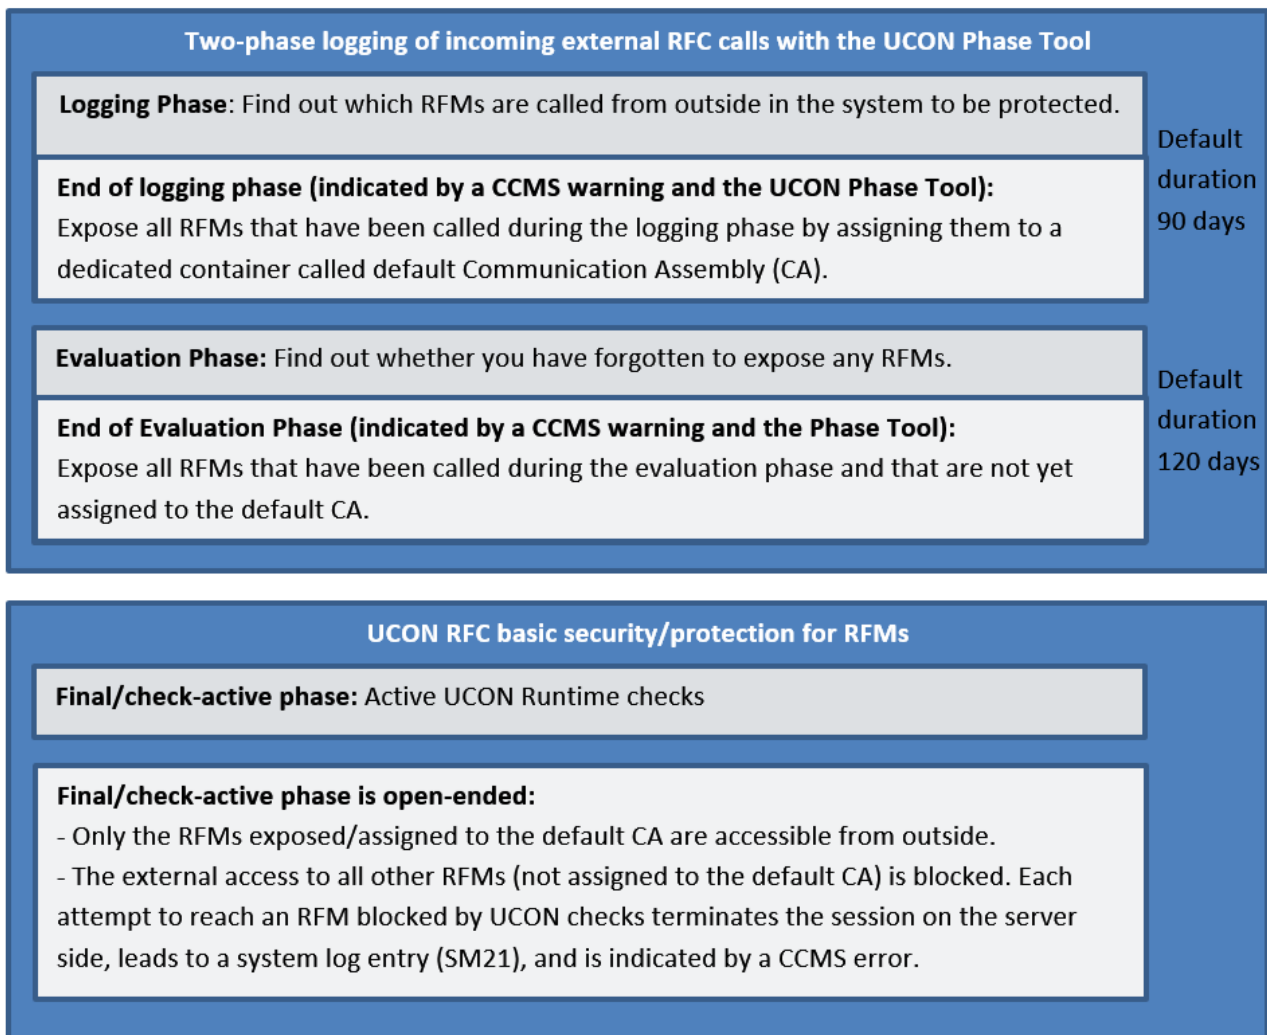 Two-phase logging of incoming external RFC calls with the UCON Phase Tool
Logging Phase: Find out which RFMs are called from outside in the system to be protected.
End of logging phase (indicated by a CCMS warning and the UCON Phase Tool):
Expose all RFMs that have been called during the logging phase by assigning them to a
dedicated container called default Communication Assembly (CA).
Default
duration
90 days
Evaluation Phase: Find out whether you have forgotten to expose any RFMs.
End of Evaluation Phase (indicated by a CCMS warning and the Phase Tool):
Expose all RFMs that have been called during the evaluation phase and that are not yet
assigned to the default CA.
Default
duration
120 days
UCON RFC basic security/protection for RFMs
Final/check-active phase: Active UCON Runtime checks
Final/check-active phase is open-ended:
- Only the RFMs exposed/assigned to the default CA are accessible from outside.
- The external access to all other RFMs (not assigned to the default CA) is blocked. Each
attempt to reach an RFM blocked by UCON checks terminates the session on the server
side, leads to a system log entry (SM21), and is indicated by a CCMS error.